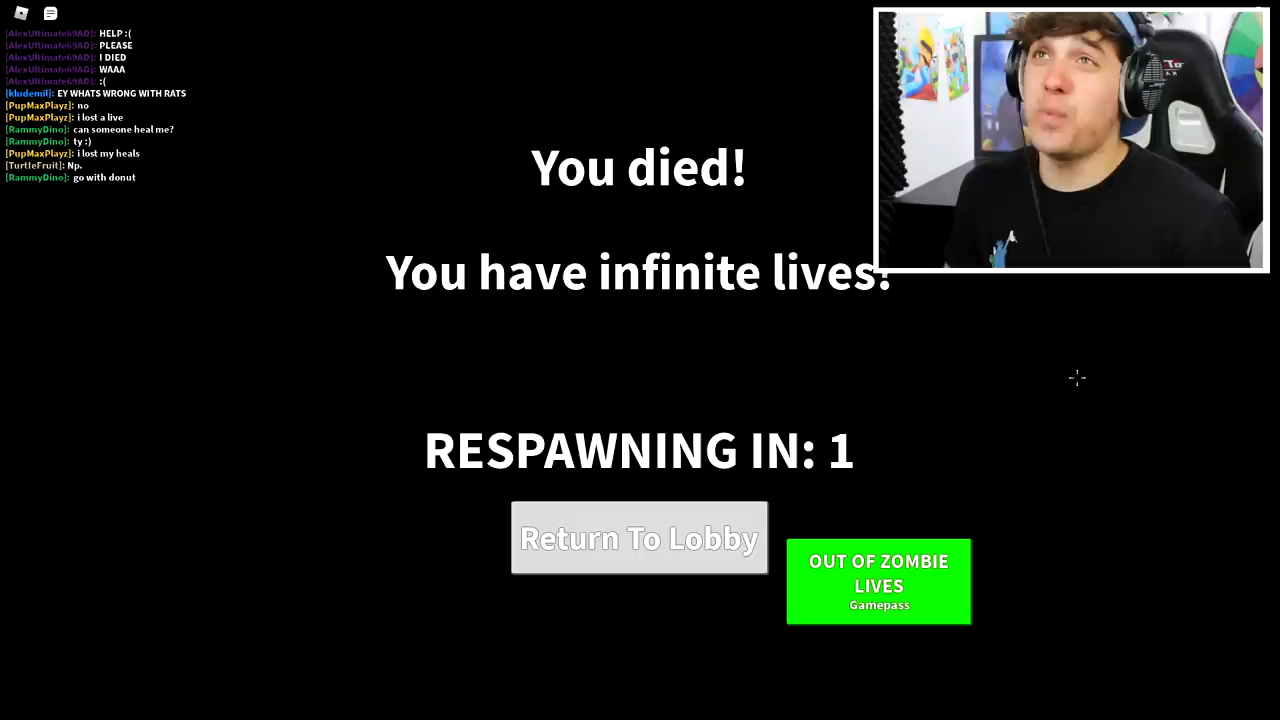 [AlexUltimate69AD]: HELP :(
[AlexUltimate69AD]: PLEASE
[AlexUltimate69AD]: I DIED
[AlexUltimate69AD]: WAAA
[AlexUltimate69AD]: :(
[kludemil]: EY WHATS WRONG WITH RATS
[PupMaxPlayz]: no
[PupMaxPlayz]: i lost a live
[RammyDino]: can someone heal me?
[RammyDino]: ty :)
[PupMaxPlayz]: i lost my heals
[TurtleFruit]: Np.
[RammyDino]: go with donut
You died!
You have infinite lives!
RESPAWNING IN: 1
Return To Lobby
OUT OF ZOMBIE
LIVES
Gamepass